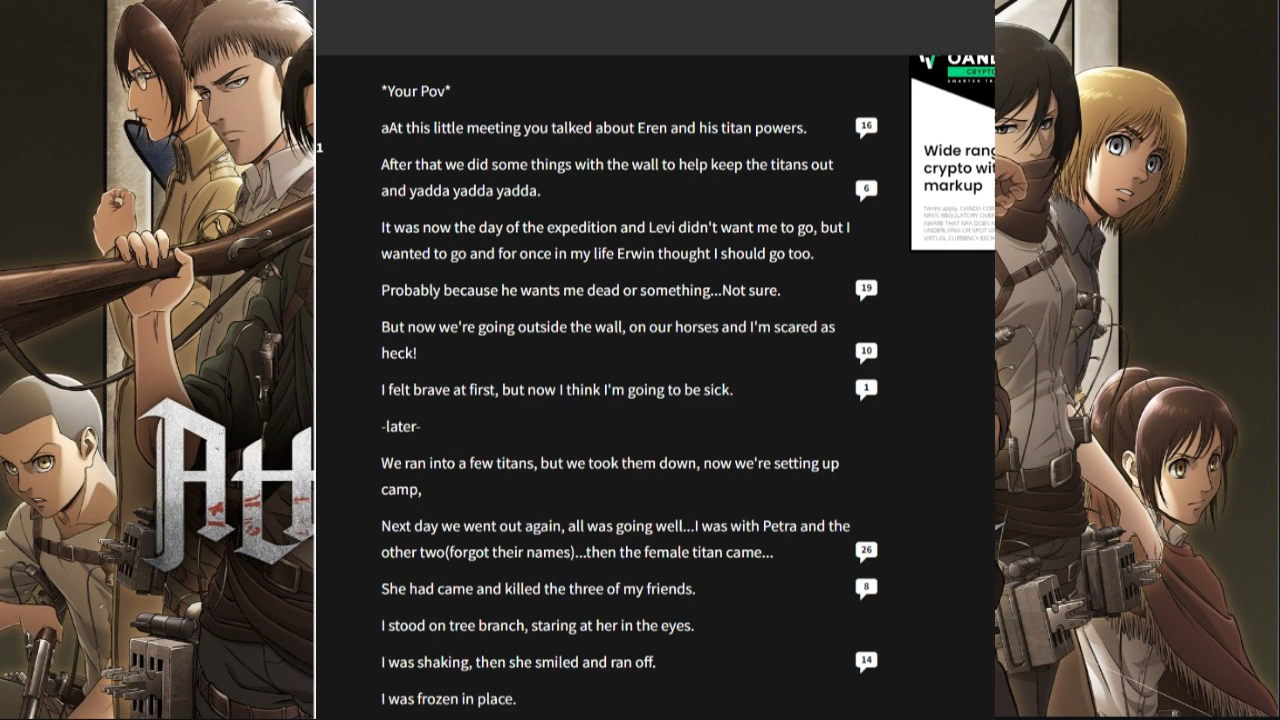 *Your Pov*
aAt this little meeting you talked about Eren and his titan powers.
16
After that we did some things with the wall to help keep the titans out
and yadda yadda yadda.
6
It was now the day of the expedition and Levi didn't want me to go, but I
wanted to go and for once in my life Erwin thought I should go too.
Probably because he wants me dead or something...Not sure.
19
But now we're going outside the wall, on our horses and I'm scared as
heck!
10
I felt brave at first, but now I think I'm going to be sick.
1
-later-
We ran into a few titans, but we took them down, now we're setting up
camp,
Next day we went out again, all was going well...I was with Petra and the
other two(forgot their names)...then the female titan came...
26
She had came and killed the three of my friends.
8
I stood on tree branch, staring at her in the eyes.
I was shaking, then she smiled and ran off.
14
I was frozen in place.
1
Att
OAN
CRYPTO
Wide rang
crypto wi
markup